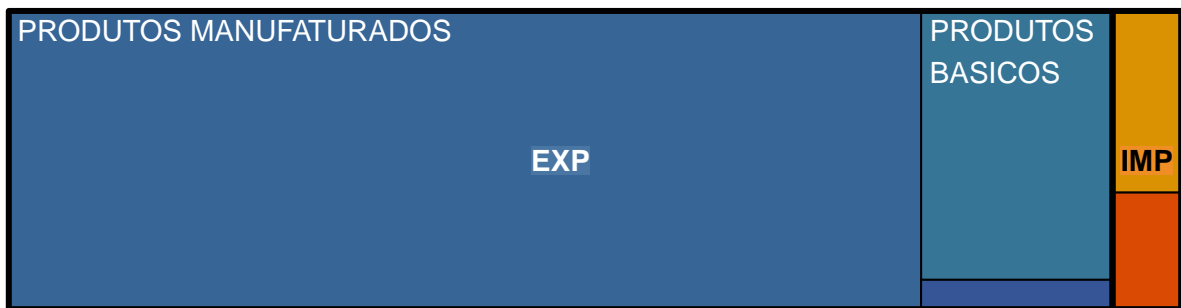 PRODUTOS MANUFATURADOS
PRODUTOS
BASICOS
EXP
IMP